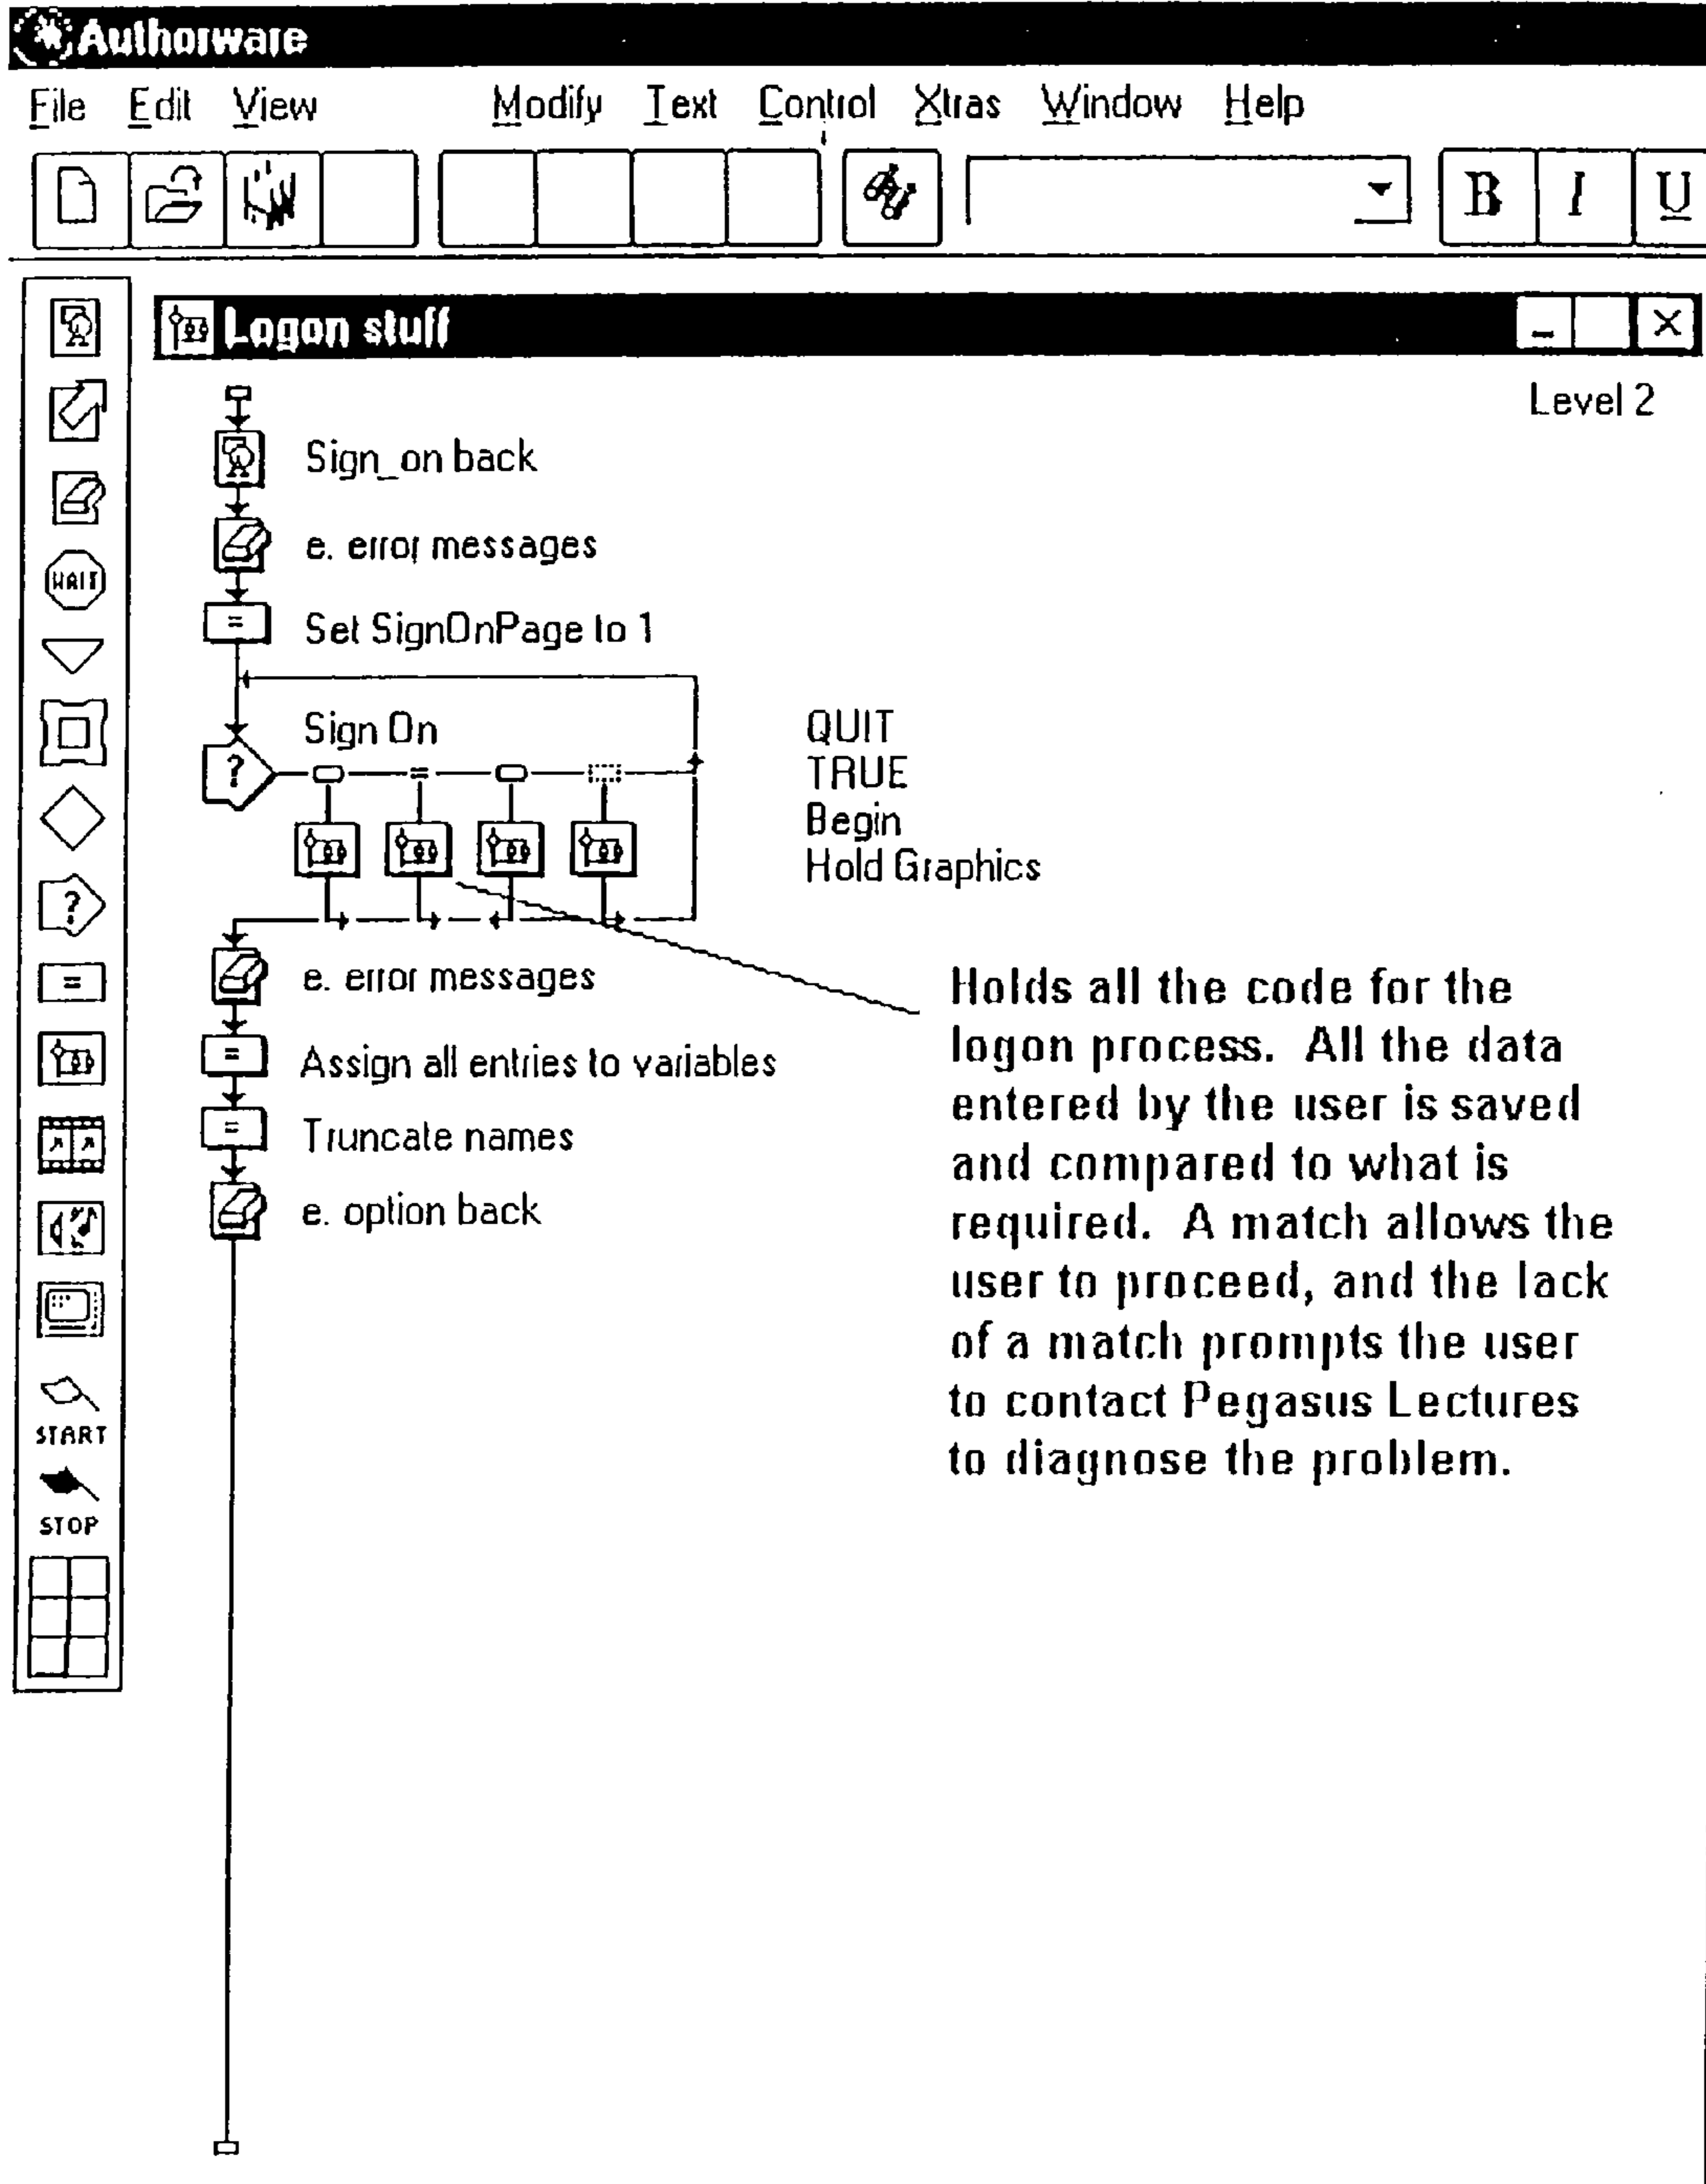 Authorware
File Edit View Modify Text Control Xtras Window Help
B I U
Logon stuff
Level 2
Sign_on back
e. error messages
WAIT
Set SignOnPage to 1
Sign On
QUIT
TRUE
Begin
Hold Graphics
?
?
=
e. error messages
=
Assign all entries to variables
=
Truncate names
=
e. option back
Holds all the code for the
logon process. All the data
entered by the user is saved
and compared to what is
required. A match allows the
user to proceed, and the lack
of a match prompts the user
to contact Pegasus Lectures
to diagnose the problem.
START
STOP